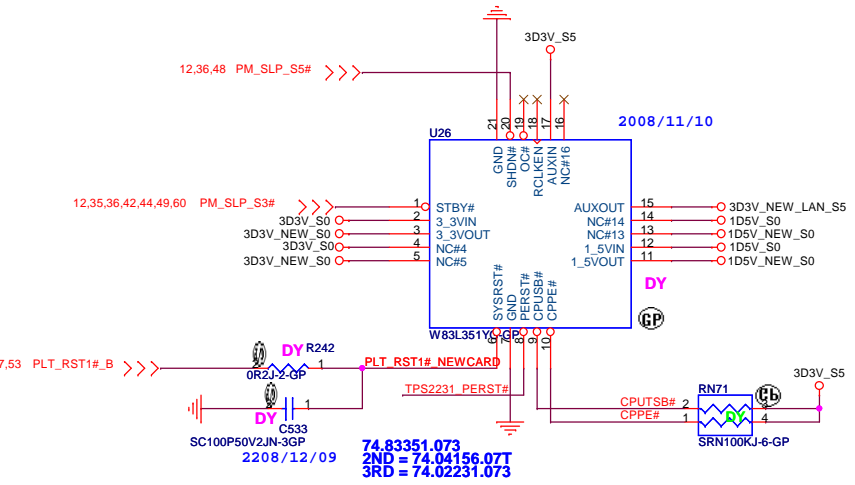 3D3V_S5
12,36,48 PM_SLP_S5#
2008/11/10
U26
21 20 19 18 17 16
GND SHDN# OC# RCLKEN AUXIN NC#16
12,35,36,42,44,49,60 PM_SLP_S3#
1 STBY# AUXOUT 15 3D3V_NEW_LAN_S5
3D3V_S0 2 3_3VIN NC#14 14 1D5V_S0
3D3V_NEW_S0 3 3_3VOUT NC#13 13 1D5V_NEW_S0
3D3V_S0 4 NC#4 1_5VIN 12 1D5V_S0
3D3V_NEW_S0 5 NC#5 1_5VOUT 11 1D5V_NEW_S0
SYSRST# GND PERST# CPUSB# CPPE#
DY
GP
W83L351YG-GP
6 7 8 9 10
7,53 PLT_RST1#_B
DY R242
1
PLT_RST1#_NEWCARD
0R2J-2-GP
3D3V_S5
TPS2231_PERST#
RN71
CPUTSB# 2 3
CPPE# 1 DY 4
SRN100KJ-6-GP
1
DY C533
SC100P50V2JN-3GP
2208/12/09
74.83351.073
2ND = 74.04156.07T
3RD = 74.02231.073